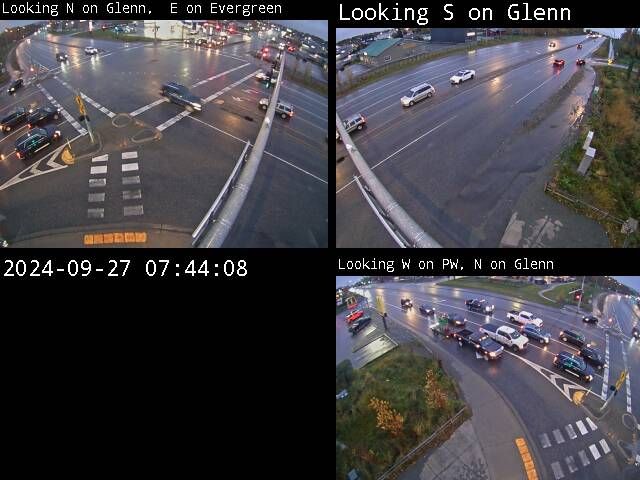 Looking N on Glenn,  E on Evergreen
Looking S on Glenn
2024-09-27 07:44:08
Looking W on PW, N on Glenn